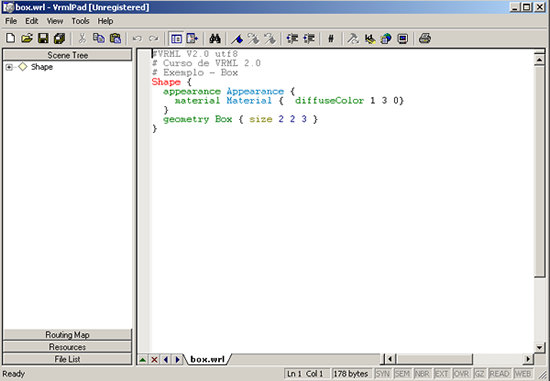 box.wrl - VrmlPad [Unregistered]
File Edit View Tools Help
Scene Tree
Shape
#VRML V2.0 utf8
# Curso de VRML 2.0
# Exemplo - Box
Shape {
appearance Appearance {
material Material { diffuseColor 1 3 0}
}
geometry Box { size 2 2 3 }
}
Routing Map
Resources
File List
box.wrl
Ready
Ln 1 Col 1 178 bytes SYN SEM NBR EXT OVR GZ READ WEB